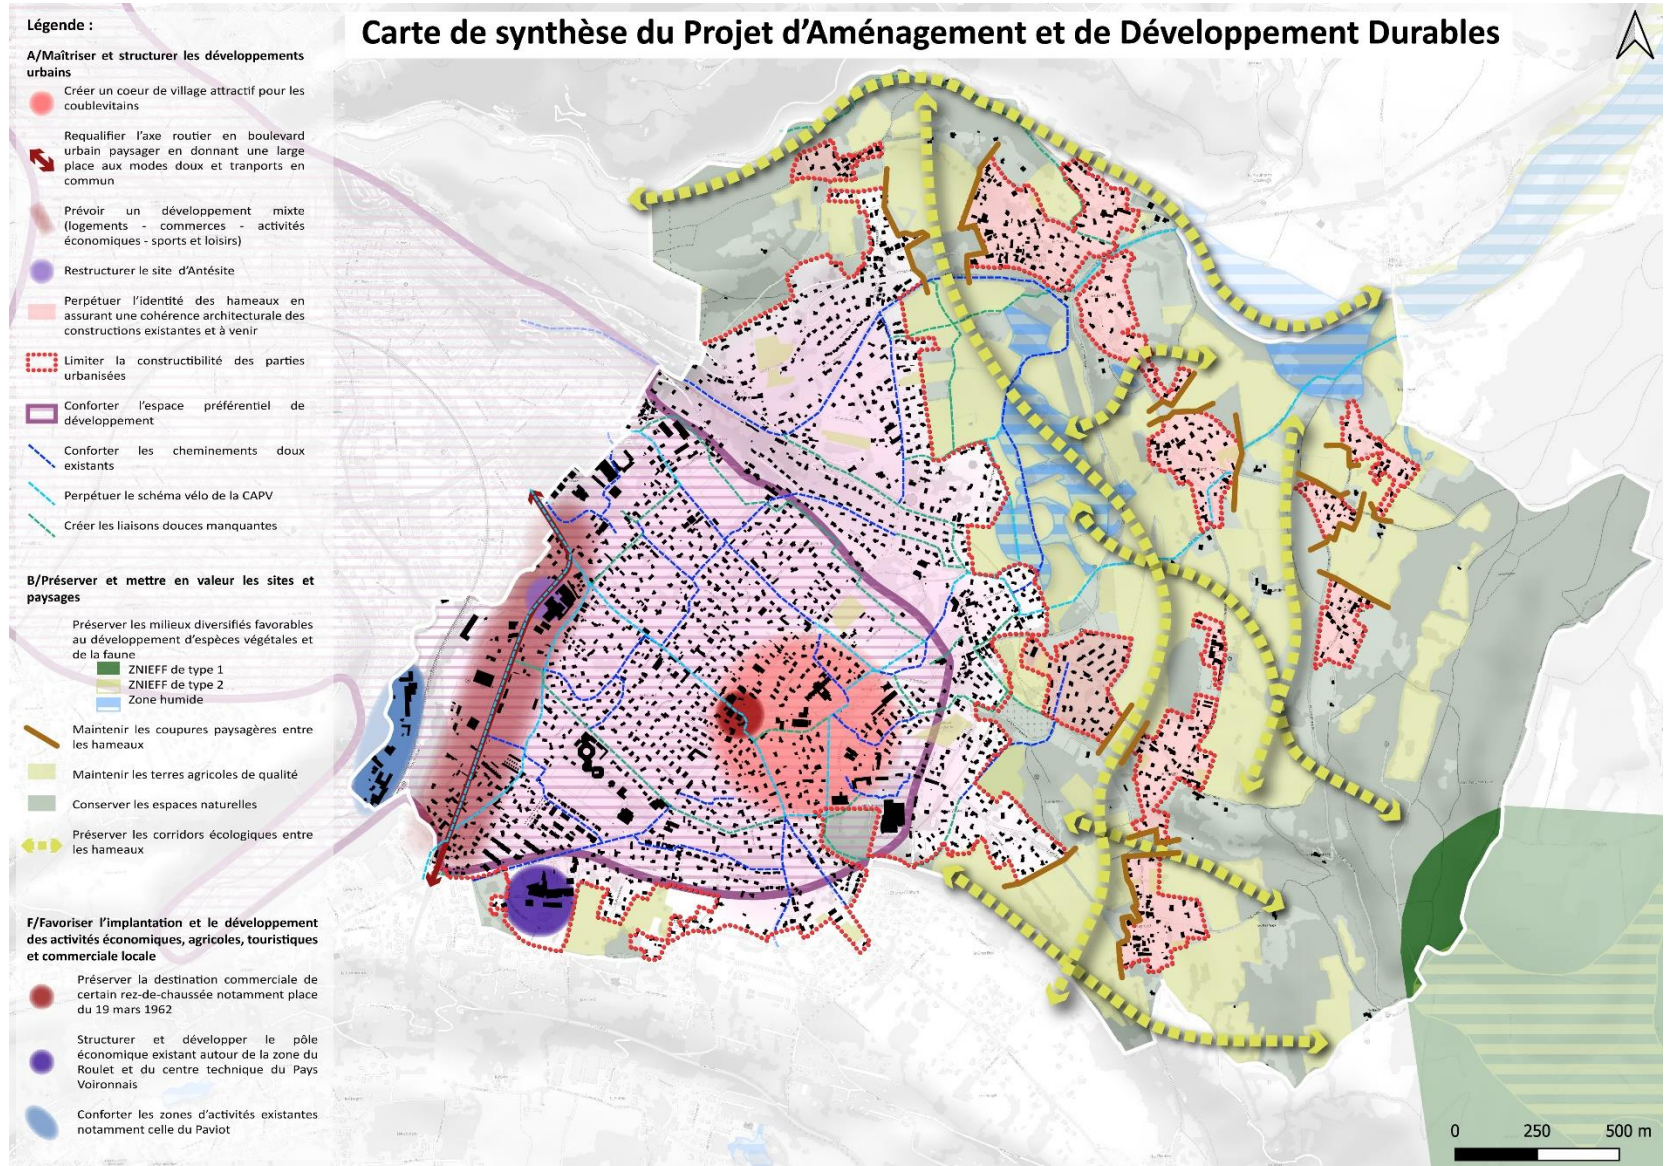 Carte de synthèse du Projet d'Aménagement et de Développement Durables
Légende :
A/Maîtriser et structurer les développements
urbains
Créer un coeur de village attractif pour les
coublevitains
Requalifier l'axe routier en boulevard
urbain paysager en donnant une large
place aux modes doux et tranports en
commun
Prévoir un développement mixte
(logements - commerces - activités
économiques - sports et loisirs)
Restructurer le site d'Antésite
Perpétuer l'identité des hameaux en
assurant une cohérence architecturale des
constructions existantes et à venir
Limiter la constructibilité des parties
urbanisées
Conforter l'espace préférentiel de
développement
Conforter les cheminements doux
existants
Perpétuer le schéma vélo de la CAPV
Créer les liaisons douces manquantes
B/Préserver et mettre en valeur les sites et
paysages
Préserver les milieux diversifiés favorables
au développement d'espèces végétales et
de la faune
ZNIEFF de type 1
ZNIEFF de type 2
Zone humide
Maintenir les coupures paysagères entre
les hameaux
Maintenir les terres agricoles de qualité
Conserver les espaces naturelles
Préserver les corridors écologiques entre
les hameaux
F/Favoriser l'implantation et le développement
des activités économiques, agricoles, touristiques
et commerciale locale
Préserver la destination commerciale de
certain rez-de-chaussée notamment place
du 19 mars 1962
Structurer et développer le pôle
économique existant autour de la zone du
Roulet et du centre technique du Pays
Voironnais
Conforter les zones d'activités existantes
notamment celle du Paviot
0 250 500 m